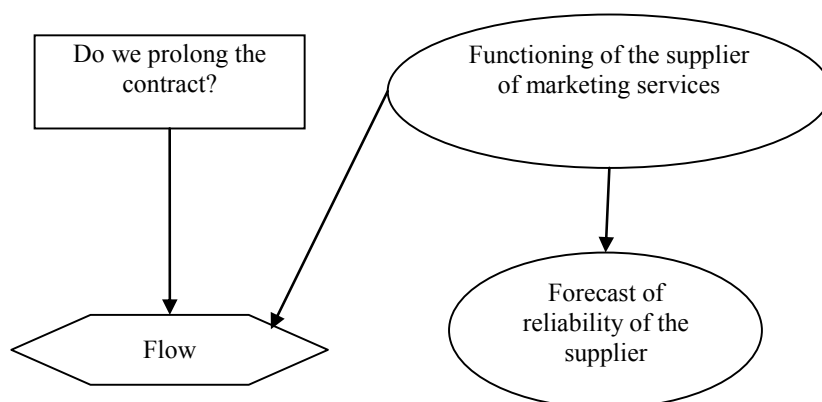 Do we prolong the
contract?
Functioning of the supplier
of marketing services
Flow
Forecast of
reliability of the
supplier